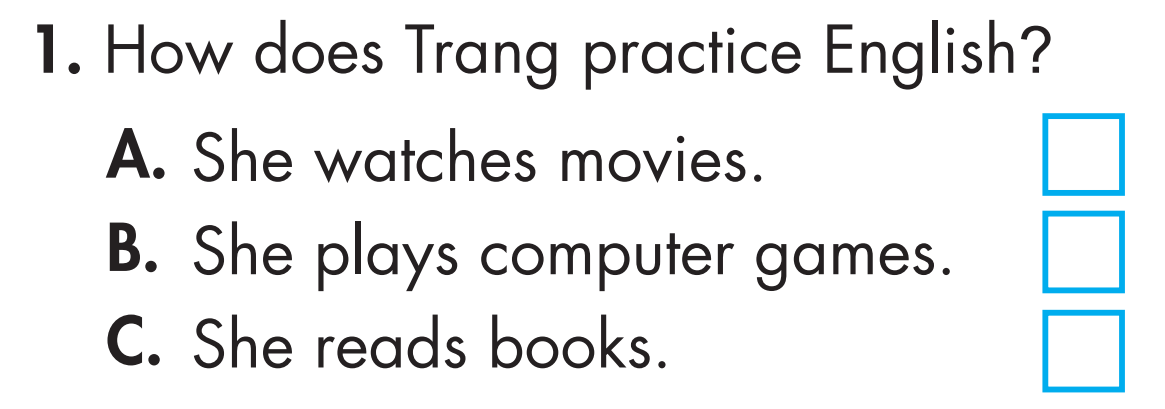 1. How does Trang practice English?
A. She watches movies.
B. She plays computer games.
C. She reads books.